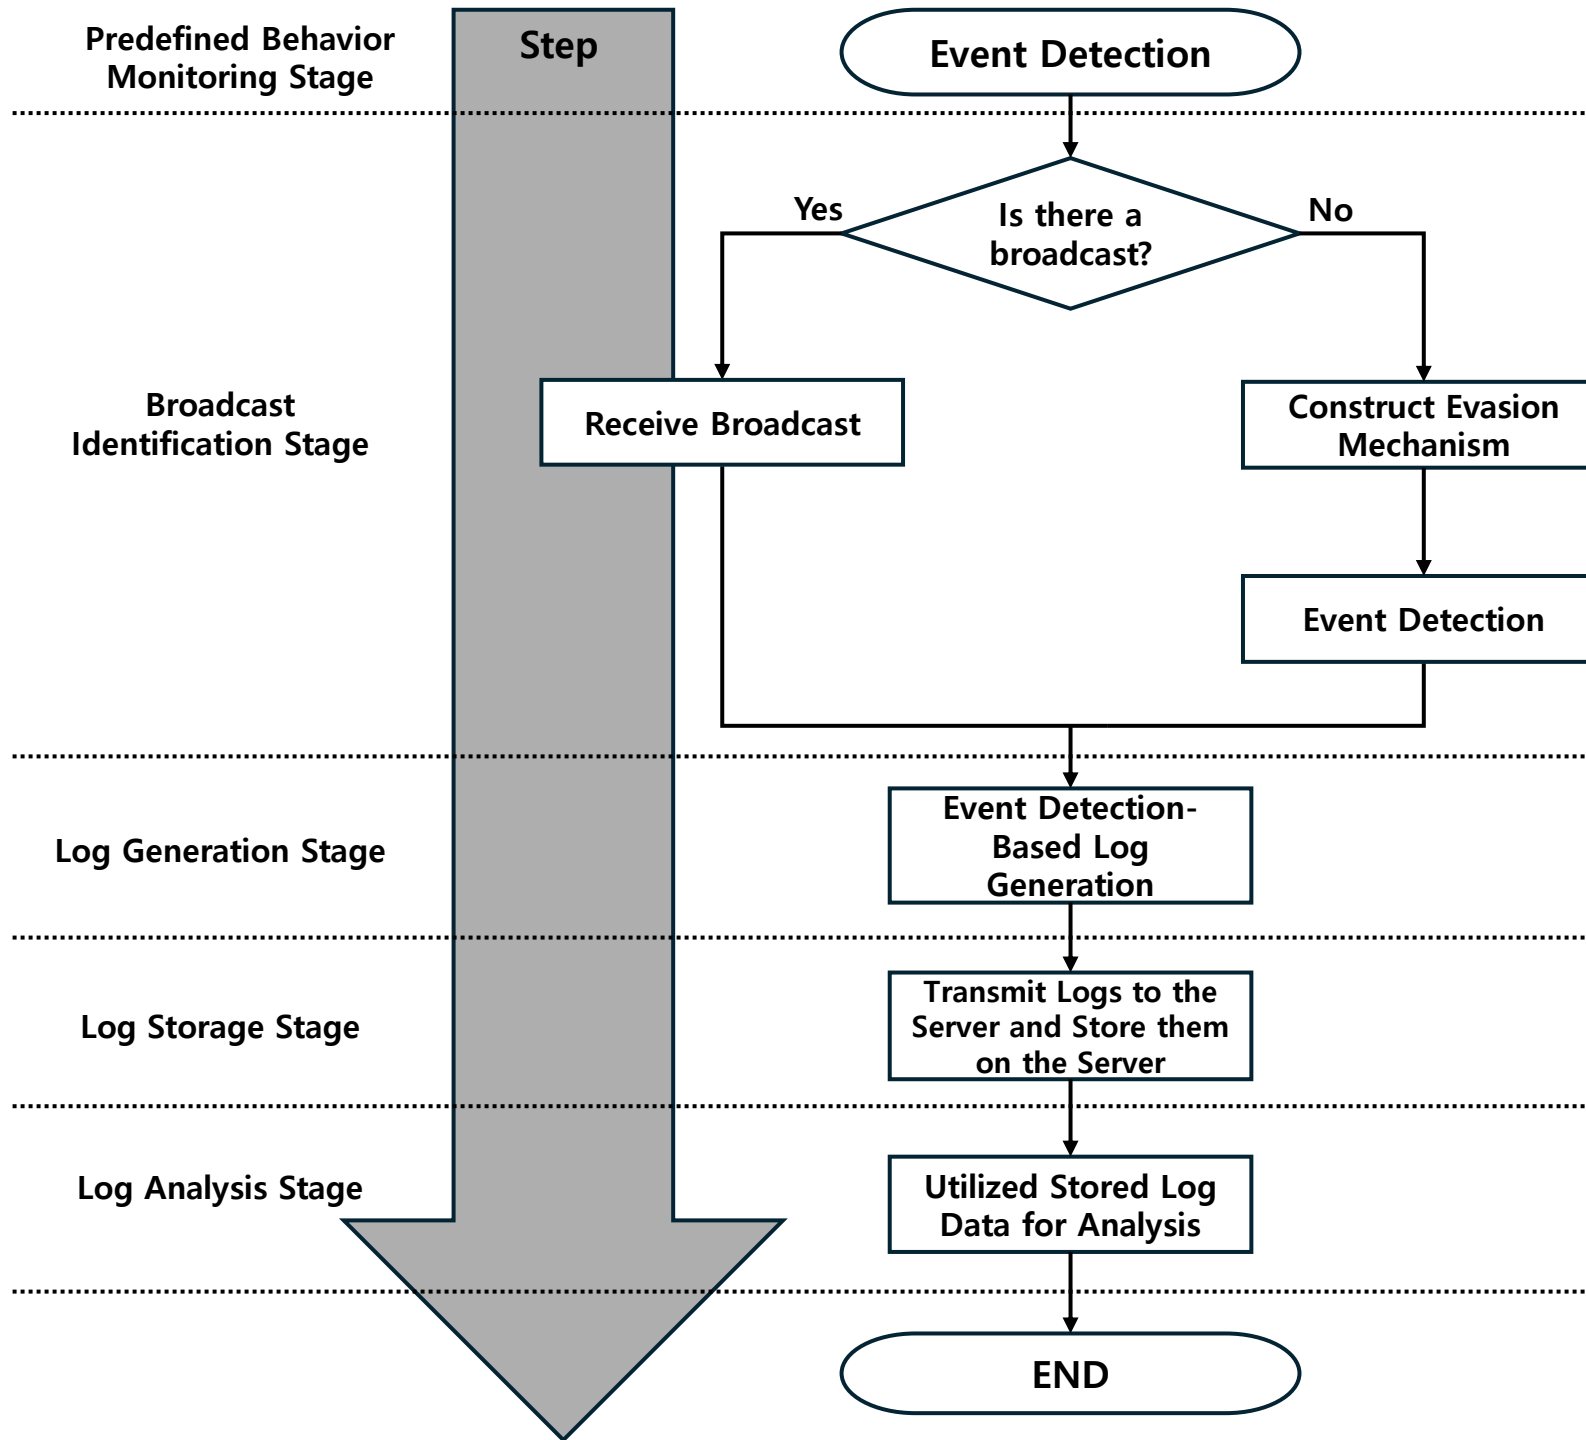 Predefined Behavior
Monitoring Stage
Step
Event Detection
Yes
Is there a
broadcast?
No
Broadcast
Identification Stage
Receive Broadcast
Construct Evasion
Mechanism
Event Detection
Log Generation Stage
Event Detection-
Based Log
Generation
Log Storage Stage
Transmit Logs to the
Server and Store them
on the Server
Log Analysis Stage
Utilized Stored Log
Data for Analysis
END